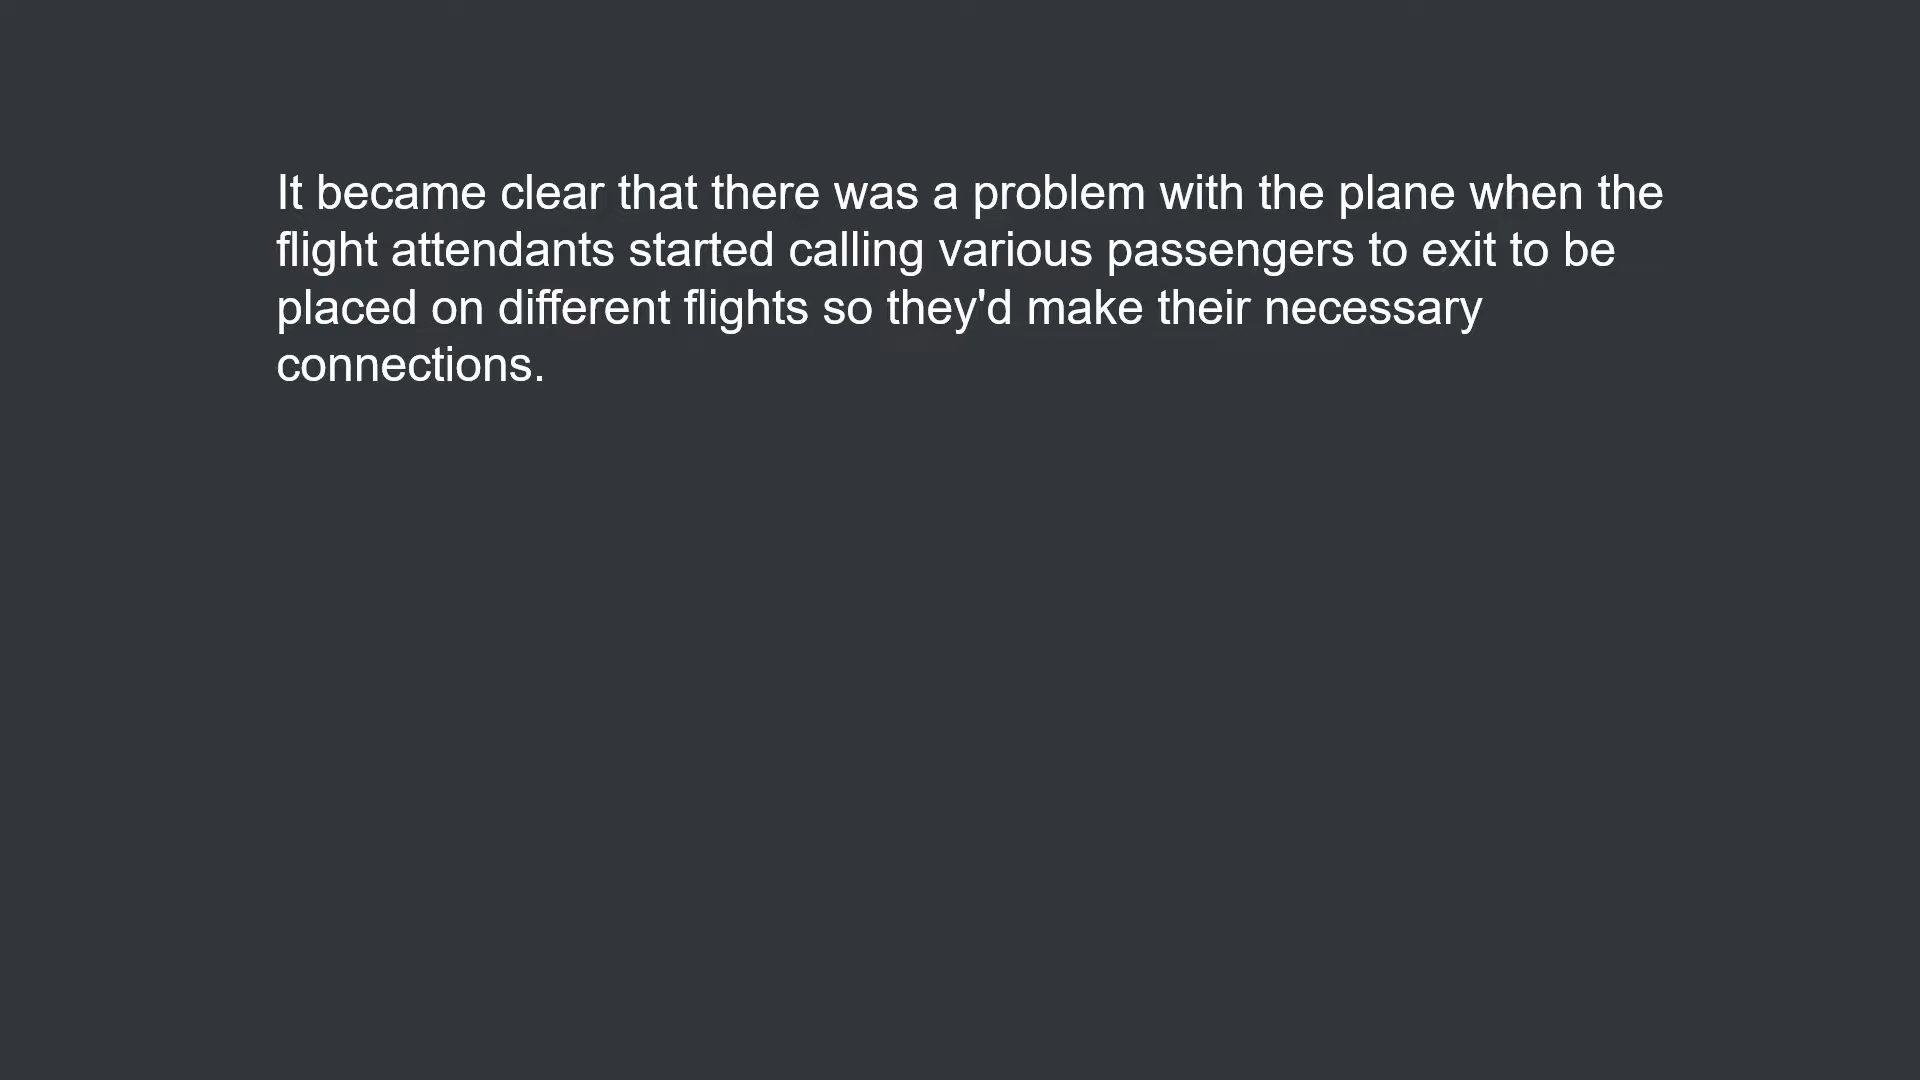 It became clear that there was a problem with the plane when the
flight attendants started calling various passengers to exit to be
placed on different flights so they'd make their necessary
connections.